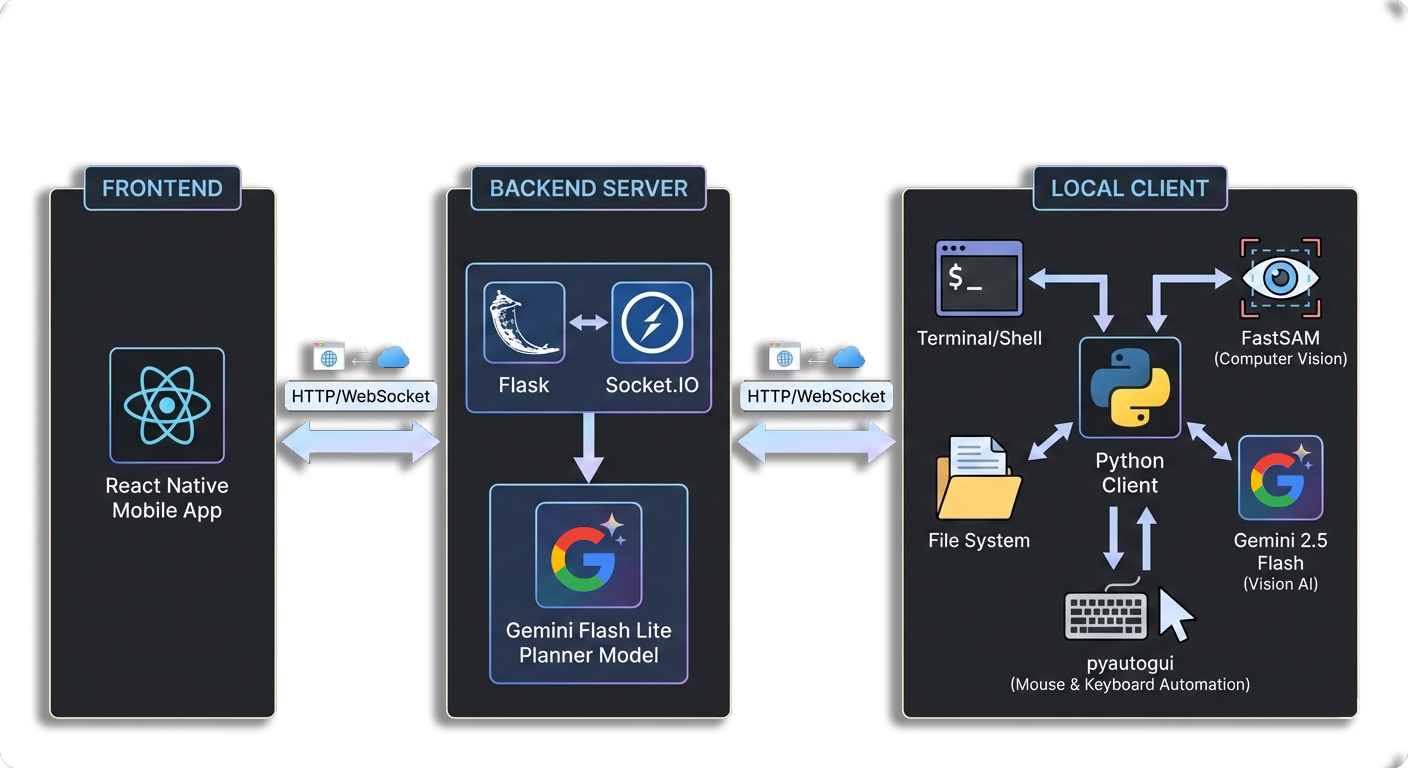 FRONTEND
React Native
Mobile App
HTTP/WebSocket
BACKEND SERVER
Flask
Socket.IO
Gemini Flash Lite
Planner Model
HTTP/WebSocket
LOCAL CLIENT
$_
Terminal/Shell
FastSAM
(Computer Vision)
Python
Client
File System
Gemini 2.5
Flash
(Vision AI)
pyautogui
(Mouse & Keyboard Automation)